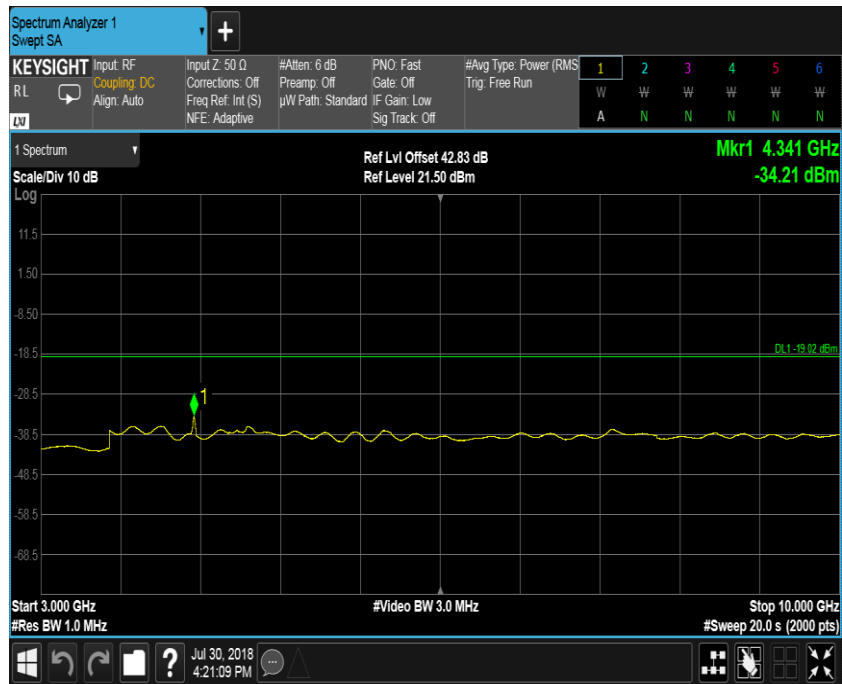 Spectrum Analyzer 1
Swept SA
+
KEYSIGHT
RL
LXI
Input: RF
Coupling: DC
Align: Auto
Input Z: 50 Ω
Corrections: Off
Freq Ref: Int (S)
NFE: Adaptive
#Atten: 6 dB
Preamp: Off
µW Path: Standard
PNO: Fast
Gate: Off
IF Gain: Low
Sig Track: Off
#Avg Type: Power (RMS
Trig: Free Run
1 2 3 4 5 6
W W W W W W
A N N N N N
1 Spectrum
Scale/Div 10 dB
Ref Lvl Offset 42.83 dB
Ref Level 21.50 dBm
Mkr1 4.341 GHz
-34.21 dBm
Log
11.5
1.50
-8.50
-18.5
DL1 -19.02 dBm
-28.5
1
-38.5
-48.5
-58.5
-68.5
Start 3.000 GHz
#Video BW 3.0 MHz
Stop 10.000 GHz
#Res BW 1.0 MHz
#Sweep 20.0 s (2000 pts)
?
Jul 30, 2018
4:21:09 PM